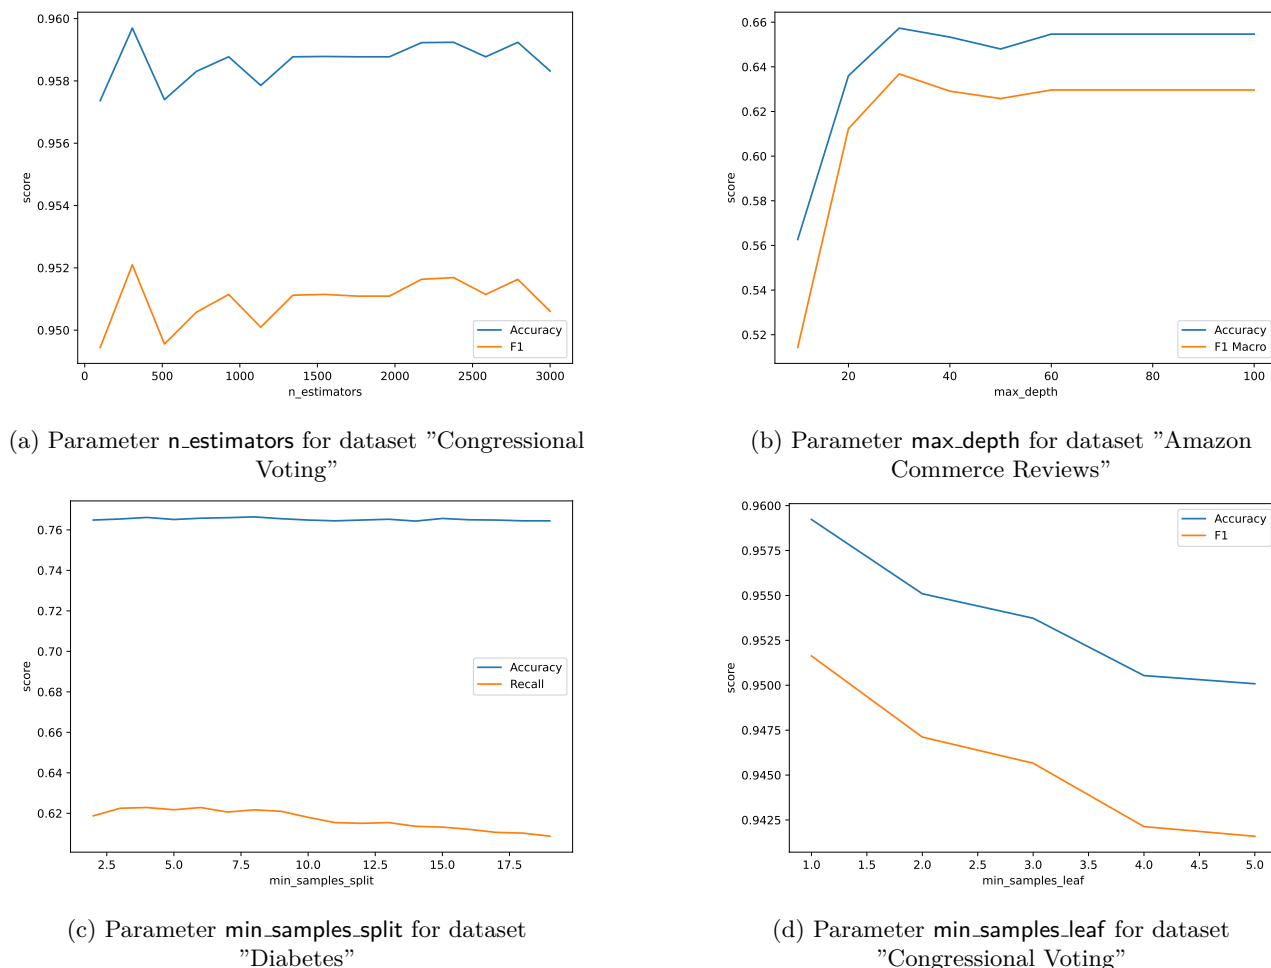 0.960
0.958
0.956
0.954
0.952
0.950
score
0
500
1000
1500
2000
2500
3000
n_estimators
Accuracy
F1
(a) Parameter n_estimators for dataset ”Congressional
Voting”
0.66
0.64
0.62
0.60
0.58
0.56
0.54
0.52
score
20
40
60
80
100
max_depth
Accuracy
F1 Macro
(b) Parameter max_depth for dataset ”Amazon
Commerce Reviews”
0.76
0.74
0.72
0.70
0.68
0.66
0.64
0.62
score
2.5
5.0
7.5
10.0
12.5
15.0
17.5
min_samples_split
Accuracy
Recall
(c) Parameter min_samples_split for dataset
”Diabetes”
0.9600
0.9575
0.9550
0.9525
0.9500
0.9475
0.9450
0.9425
score
1.0
1.5
2.0
2.5
3.0
3.5
4.0
4.5
5.0
min_samples_leaf
Accuracy
F1
(d) Parameter min_samples_leaf for dataset
”Congressional Voting”